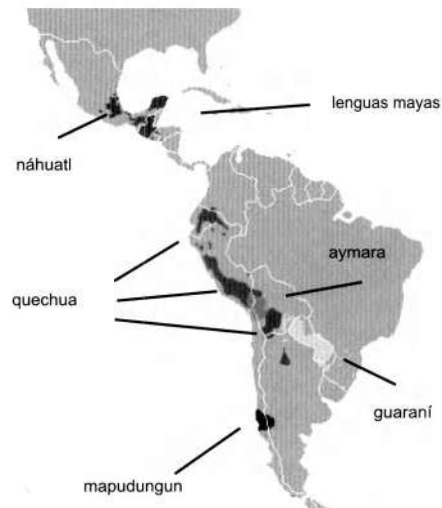 lenguas mayas
náhuatl
aymara
quechua
guaraní
mapudungun